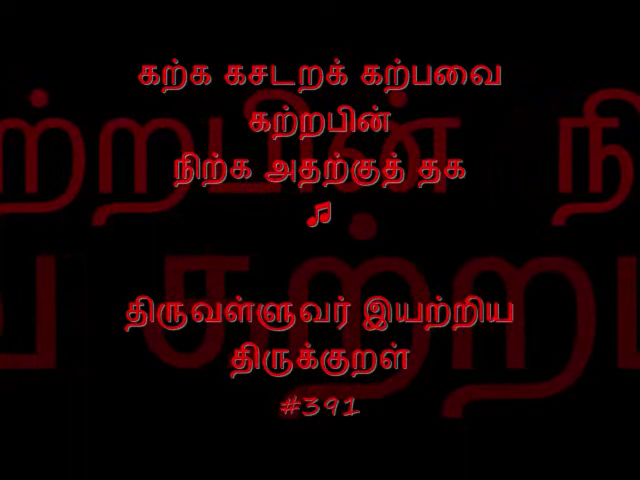 கற்க கசடறக் கற்பவை
கற்றபின்
நிற்க அதற்குத் தக
♫
திருவள்ளுவர் இயற்றிய
திருக்குறள்
#391